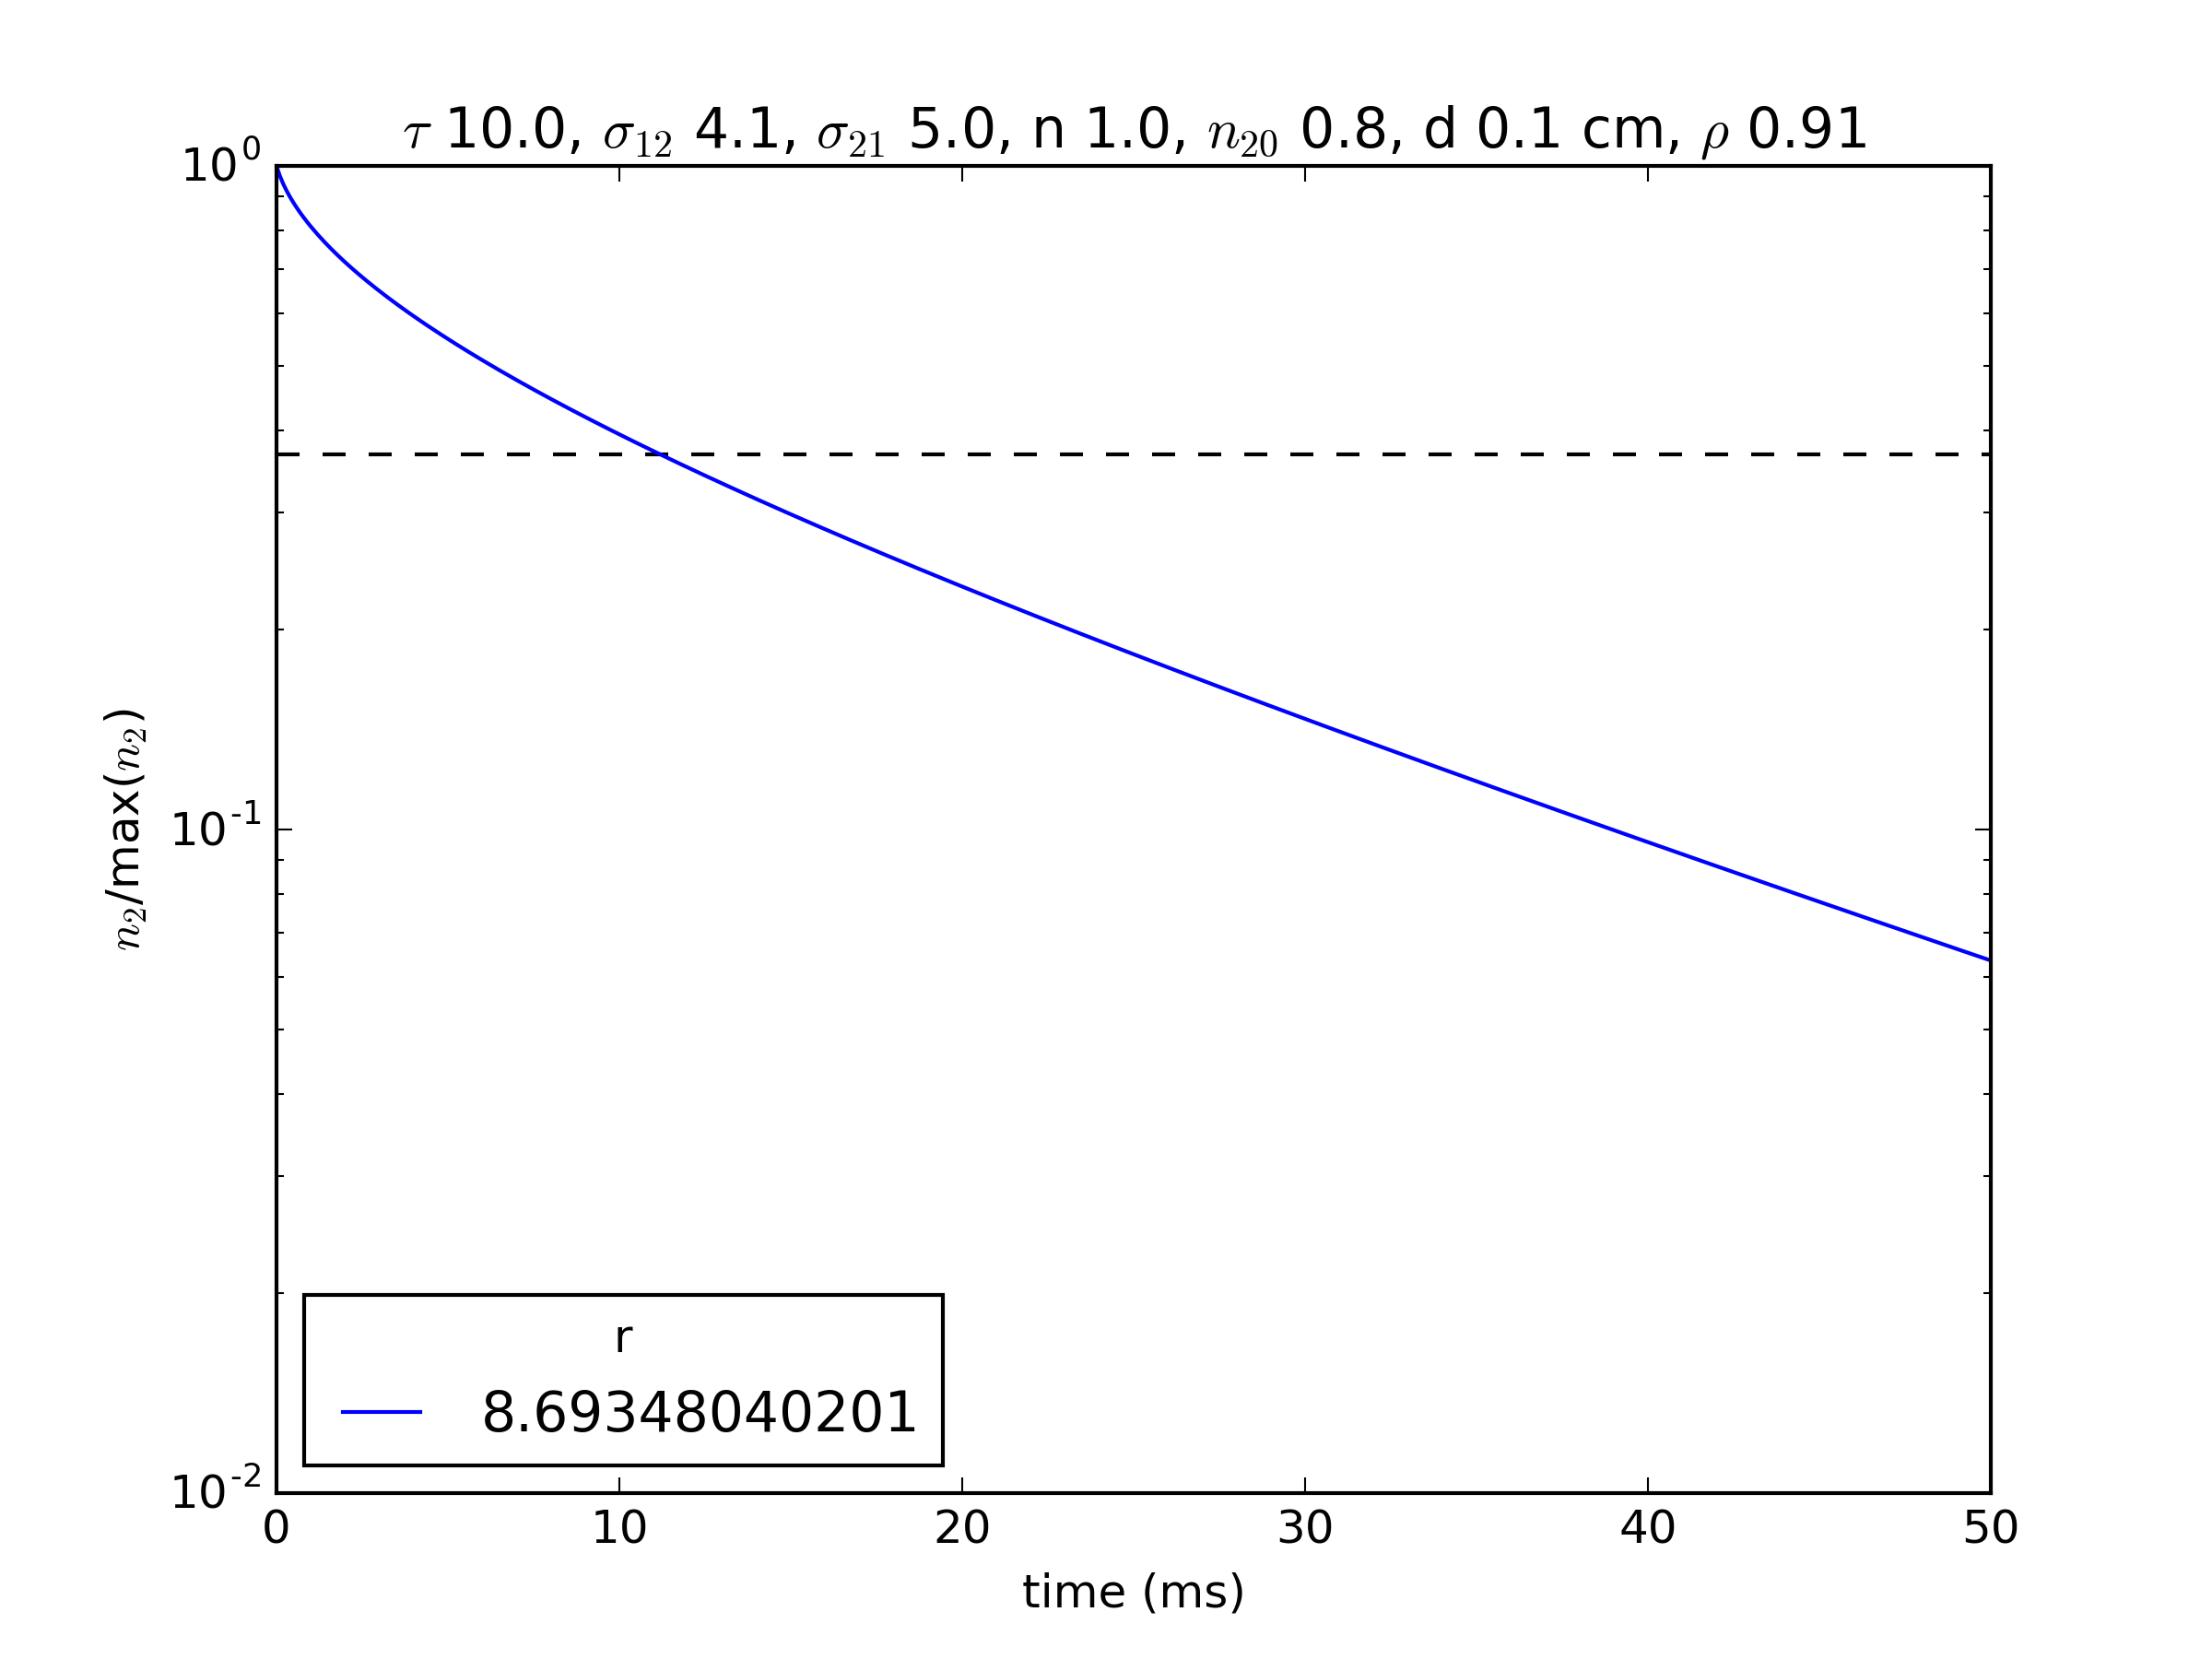 τ 10.0, σ₁₂ 4.1, σ₂₁ 5.0, n 1.0, n₂₀ 0.8, d 0.1 cm, ρ 0.91
10⁰
10⁻¹
10⁻²
n₂/max(n₂)
r
8.69348040201
0 10 20 30 40 50
time (ms)